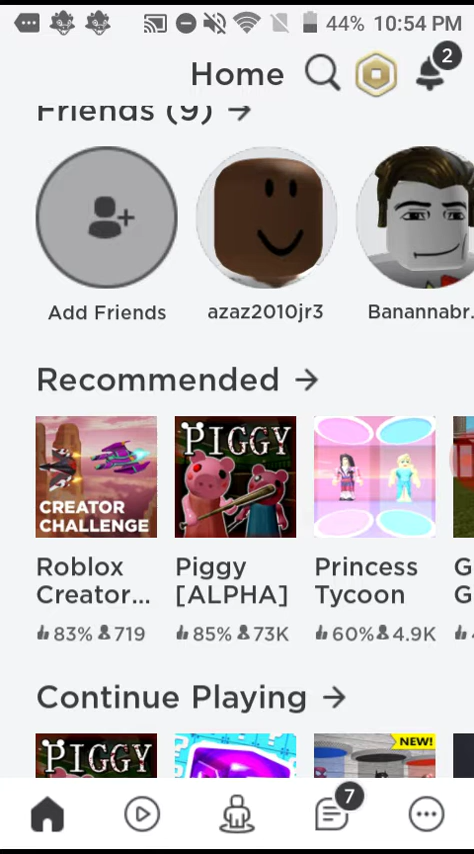 44% 10:54 PM
Home 2
Friends (9) →
Add Friends azaz2010jr3 Banannabr...
Recommended →
CREATOR CHALLENGE
PIGGY
Roblox Creator...
Piggy [ALPHA]
Princess Tycoon
G
G
83% 719
85% 73K
60% 4.9K
Continue Playing →
PIGGY
NEW!
7